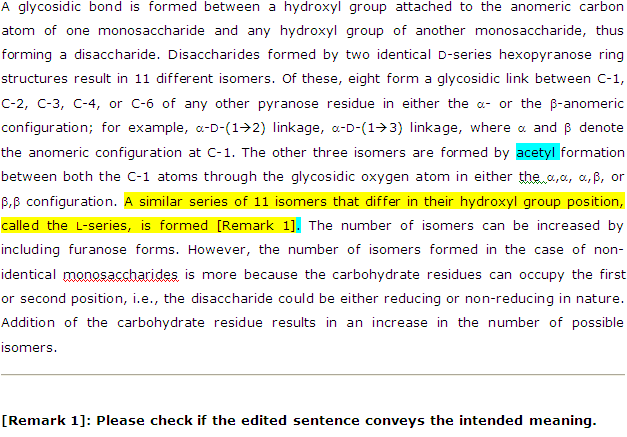 A glycosidic bond is formed between a hydroxyl group attached to the anomeric carbon
atom of one monosaccharide and any hydroxyl group of another monosaccharide, thus
forming a disaccharide. Disaccharides formed by two identical D-series hexopyranose ring
structures result in 11 different isomers. Of these, eight form a glycosidic link between C-1,
C-2, C-3, C-4, or C-6 of any other pyranose residue in either the α- or the β-anomeric
configuration; for example, α-D-(1→2) linkage, α-D-(1→3) linkage, where α and β denote
the anomeric configuration at C-1. The other three isomers are formed by acetyl formation
between both the C-1 atoms through the glycosidic oxygen atom in either the α,α, α,β, or
β,β configuration. A similar series of 11 isomers that differ in their hydroxyl group position,
called the L-series, is formed [Remark 1]. The number of isomers can be increased by
including furanose forms. However, the number of isomers formed in the case of non-
identical monosaccharides is more because the carbohydrate residues can occupy the first
or second position, i.e., the disaccharide could be either reducing or non-reducing in nature.
Addition of the carbohydrate residue results in an increase in the number of possible
isomers.
[Remark 1]: Please check if the edited sentence conveys the intended meaning.